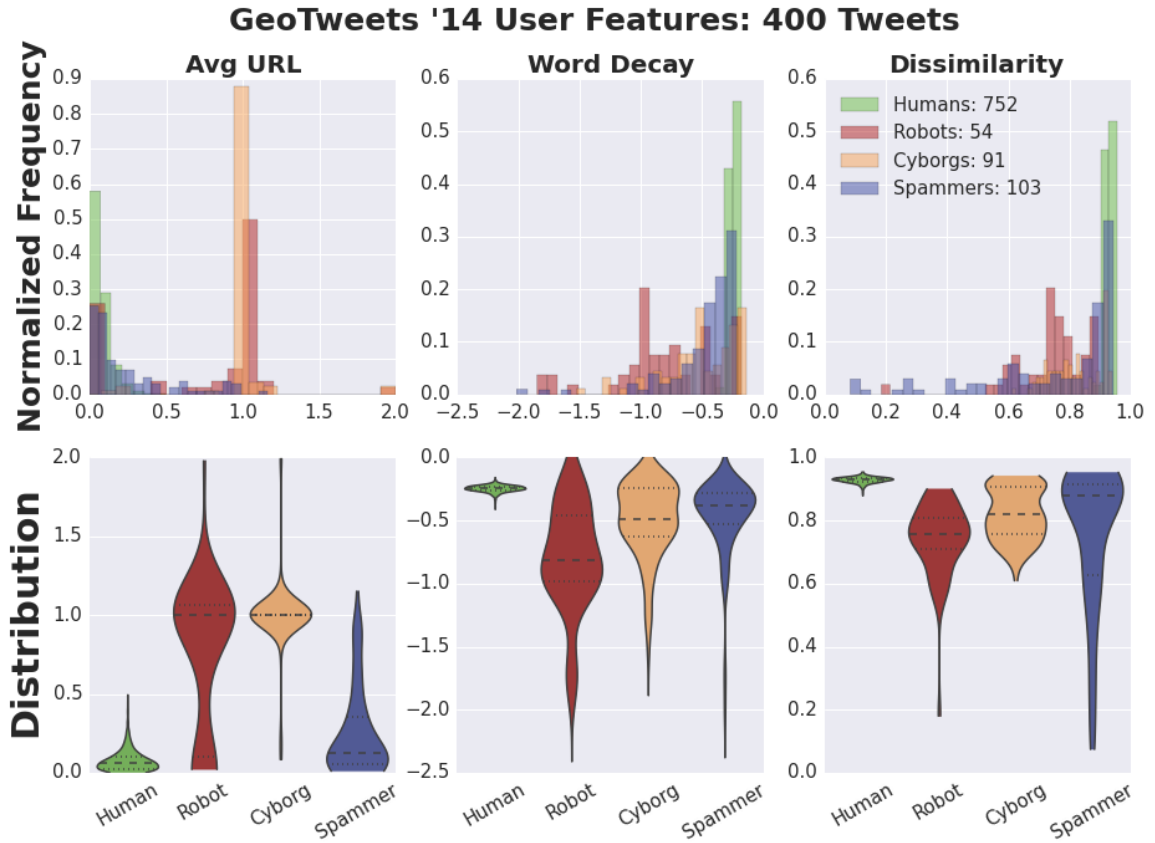 GeoTweets '14 User Features: 400 Tweets
Avg URL
Word Decay
Dissimilarity
Normalized Frequency
0.9
0.8
0.7
0.6
0.5
0.4
0.3
0.2
0.1
0.0
0.0 0.5 1.0 1.5 2.0
0.6
0.5
0.4
0.3
0.2
0.1
0.0
−2.5 −2.0 −1.5 −1.0 −0.5 0.0
0.6
0.5
0.4
0.3
0.2
0.1
0.0
0.0 0.2 0.4 0.6 0.8 1.0
Humans: 752
Robots: 54
Cyborgs: 91
Spammers: 103
Distribution
2.0
1.5
1.0
0.5
0.0
Human Robot Cyborg Spammer
0.0
−0.5
−1.0
−1.5
−2.0
−2.5
Human Robot Cyborg Spammer
1.0
0.8
0.6
0.4
0.2
0.0
Human Robot Cyborg Spammer